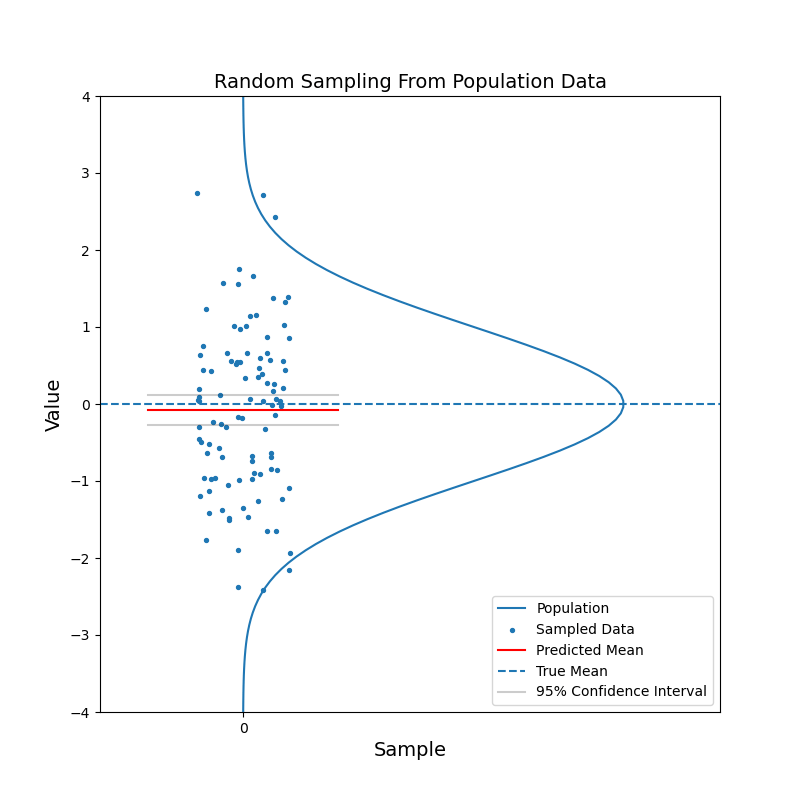 Random Sampling From Population Data
4
3
2
1
0
−1
−2
−3
−4
Value
0
Sample
Population
Sampled Data
Predicted Mean
True Mean
95% Confidence Interval